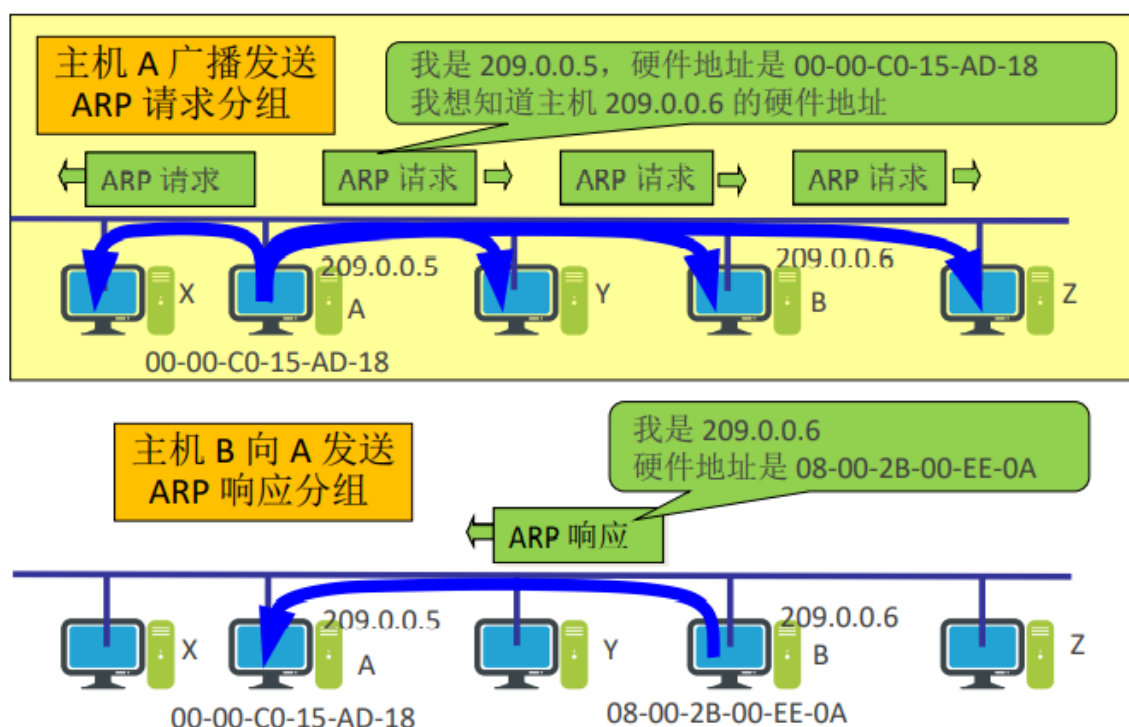 主机 A 广播发送
ARP 请求分组
我是 209.0.0.5，硬件地址是 00-00-C0-15-AD-18
我想知道主机 209.0.0.6 的硬件地址
ARP 请求
ARP 请求
ARP 请求
ARP 请求
209.0.0.5
209.0.0.6
X
A
Y
B
Z
00-00-C0-15-AD-18
主机 B 向 A 发送
ARP 响应分组
我是 209.0.0.6
硬件地址是 08-00-2B-00-EE-0A
ARP 响应
209.0.0.5
209.0.0.6
X
A
Y
B
Z
00-00-C0-15-AD-18
08-00-2B-00-EE-0A